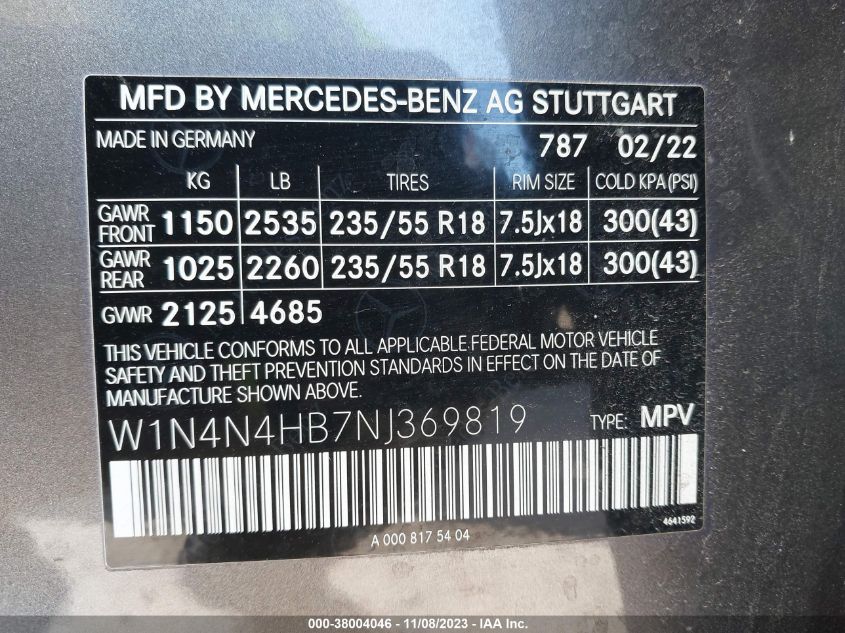 MFD BY MERCEDES-BENZ AG STUTTGART
MADE IN GERMANY 787 02/22
KG LB TIRES RIM SIZE COLD KPA (PSI)
GAWR FRONT 1150 2535 235/55 R18 7.5Jx18 300(43)
GAWR REAR 1025 2260 235/55 R18 7.5Jx18 300(43)
GVWR 2125 4685
THIS VEHICLE CONFORMS TO ALL APPLICABLE FEDERAL MOTOR VEHICLE
SAFETY AND THEFT PREVENTION STANDARDS IN EFFECT ON THE DATE OF
MANUFACTURE SHOWN ABOVE.
W1N4N4HB7NJ369819 TYPE: MPV
4641592
A 000 817 54 04
000-38004046 — 11/08/2023 — © IAA Inc.